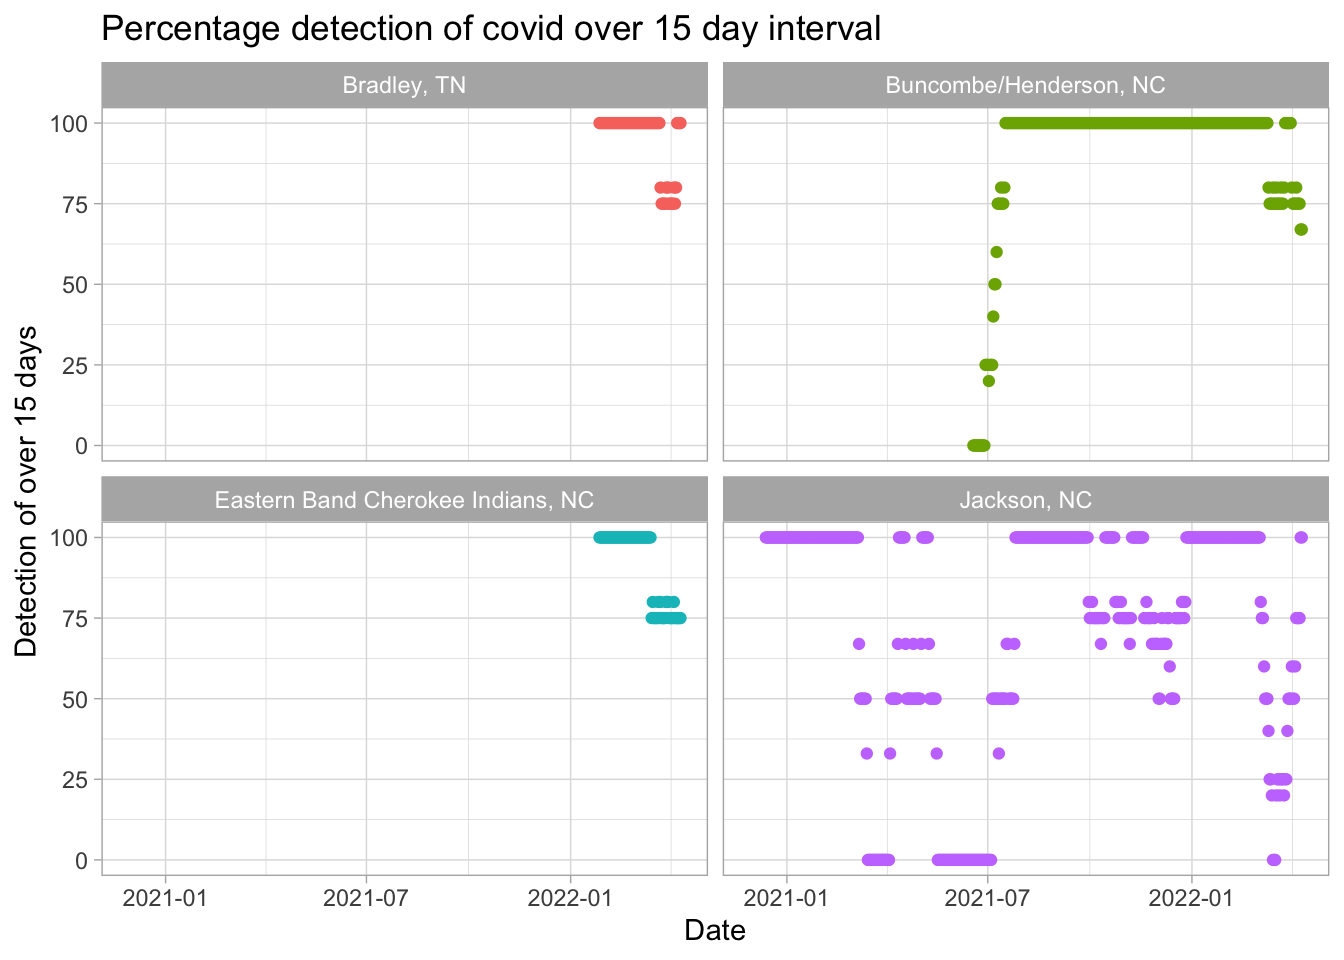 Percentage detection of covid over 15 day interval
Bradley, TN
Buncombe/Henderson, NC
100
75
50
25
0
Eastern Band Cherokee Indians, NC
Jackson, NC
100
75
50
25
0
Detection of over 15 days
2021-01
2021-07
2022-01
2021-01
2021-07
2022-01
Date